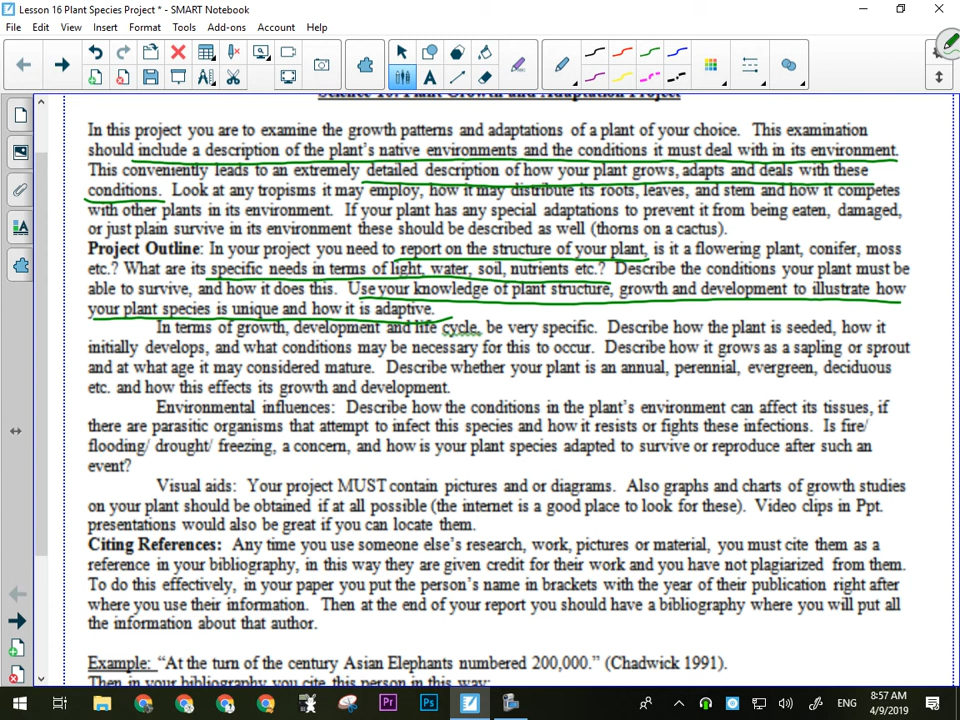 Lesson 16 Plant Species Project * - SMART Notebook
File Edit View Insert Format Tools Add-ons Account Help
Science 10: Plant Growth and Adaptation Project
In this project you are to examine the growth patterns and adaptations of a plant of your choice. This examination
should include a description of the plant's native environments and the conditions it must deal with in its environment.
This conveniently leads to an extremely detailed description of how your plant grows, adapts and deals with these
conditions. Look at any tropisms it may employ, how it may distribute its roots, leaves, and stem and how it competes
with other plants in its environment. If your plant has any special adaptations to prevent it from being eaten, damaged,
or just plain survive in its environment these should be described as well (thorns on a cactus).
Project Outline: In your project you need to report on the structure of your plant, is it a flowering plant, conifer, moss
etc.? What are its specific needs in terms of light, water, soil, nutrients etc.? Describe the conditions your plant must be
able to survive, and how it does this. Use your knowledge of plant structure, growth and development to illustrate how
your plant species is unique and how it is adaptive.
In terms of growth, development and life cycle, be very specific. Describe how the plant is seeded, how it
initially develops, and what conditions may be necessary for this to occur. Describe how it grows as a sapling or sprout
and at what age it may considered mature. Describe whether your plant is an annual, perennial, evergreen, deciduous
etc. and how this effects its growth and development.
Environmental influences: Describe how the conditions in the plant's environment can affect its tissues, if
there are parasitic organisms that attempt to infect this species and how it resists or fights these infections. Is fire/
flooding/ drought/ freezing, a concern, and how is your plant species adapted to survive or reproduce after such an
event?
Visual aids: Your project MUST contain pictures and or diagrams. Also graphs and charts of growth studies
on your plant should be obtained if at all possible (the internet is a good place to look for these). Video clips in Ppt.
presentations would also be great if you can locate them.
Citing References: Any time you use someone else's research, work, pictures or material, you must cite them as a
reference in your bibliography, in this way they are given credit for their work and you have not plagiarized from them.
To do this effectively, in your paper you put the person's name in brackets with the year of their publication right after
where you use their information. Then at the end of your report you should have a bibliography where you will put all
the information about that author.
Example: "At the turn of the century Asian Elephants numbered 200,000." (Chadwick 1991).
Then in your bibliography you cite this person in this way:
ENG
8:57 AM
4/9/2019